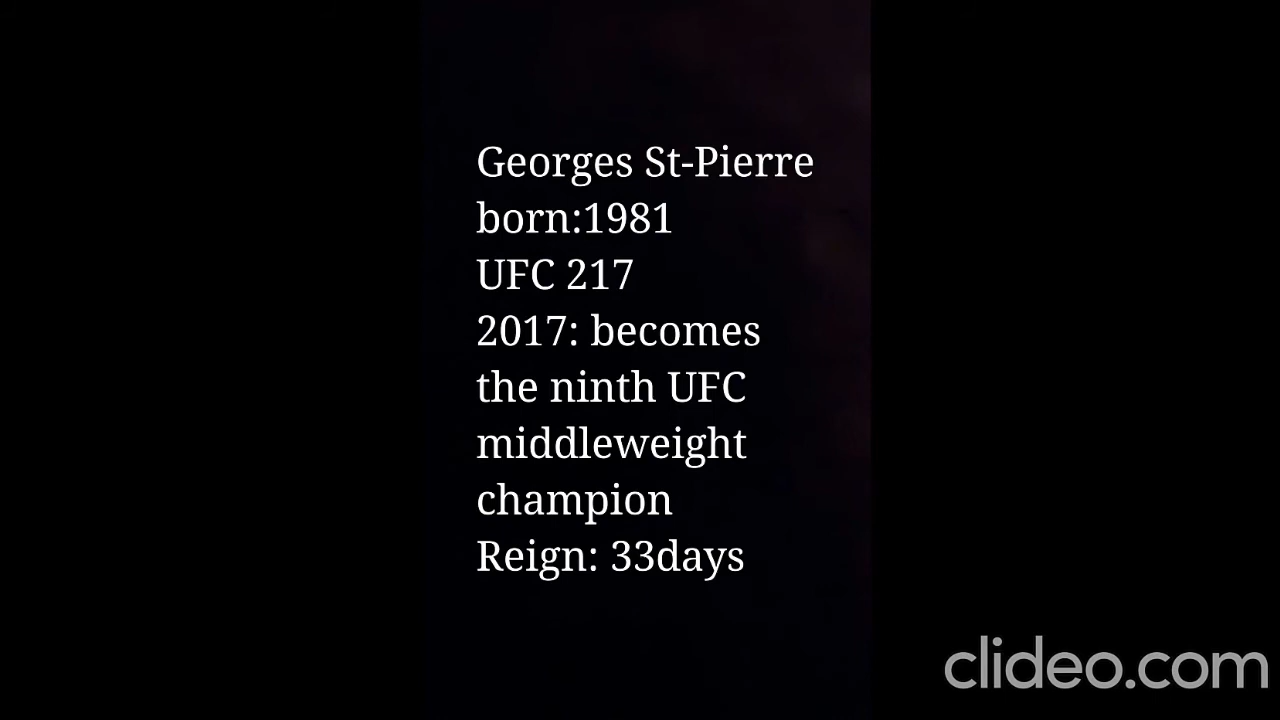 Georges St-Pierre
born:1981
UFC 217
2017: becomes
the ninth UFC
middleweight
champion
Reign: 33days
clideo.com